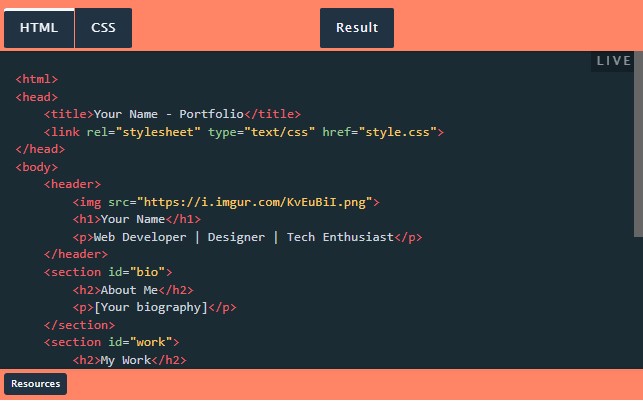 HTML CSS Result
LIVE
<html>
<head>
<title>Your Name - Portfolio</title>
<link rel="stylesheet" type="text/css" href="style.css">
</head>
<body>
<header>
<img src="https://i.imgur.com/KvEuBiI.png">
<h1>Your Name</h1>
<p>Web Developer | Designer | Tech Enthusiast</p>
</header>
<section id="bio">
<h2>About Me</h2>
<p>[Your biography]</p>
</section>
<section id="work">
<h2>My Work</h2>
Resources